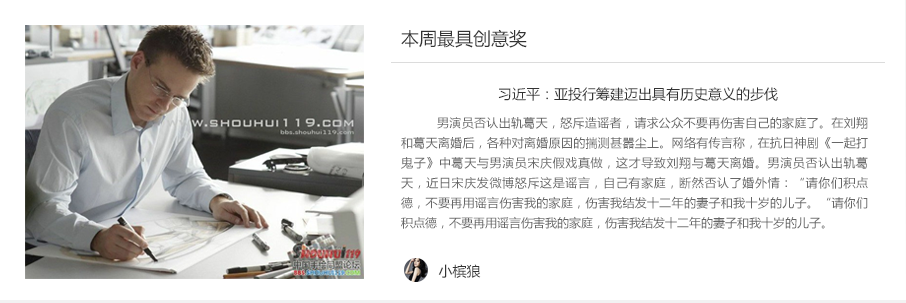 本周最具创意奖
习近平：亚投行筹建迈出具有历史意义的步伐
男演员否认出轨葛天，怒斥造谣者，请求公众不要再伤害自己的家庭了。在刘翔
和葛天离婚后，各种对离婚原因的揣测甚嚣尘上。网络有传言称，在抗日神剧《一起打
鬼子》中葛天与男演员宋庆假戏真做，这才导致刘翔与葛天离婚。男演员否认出轨葛
天，近日宋庆发微博怒斥这是谣言，自己有家庭，断然否认了婚外情：“请你们积点
德，不要再用谣言伤害我的家庭，伤害我结发十二年的妻子和我十岁的儿子。“请你们
积点德，不要再用谣言伤害我的家庭，伤害我结发十二年的妻子和我十岁的儿子。
小槟狼
www.SHOUHUI119.COM
bbs.shouhui119.com